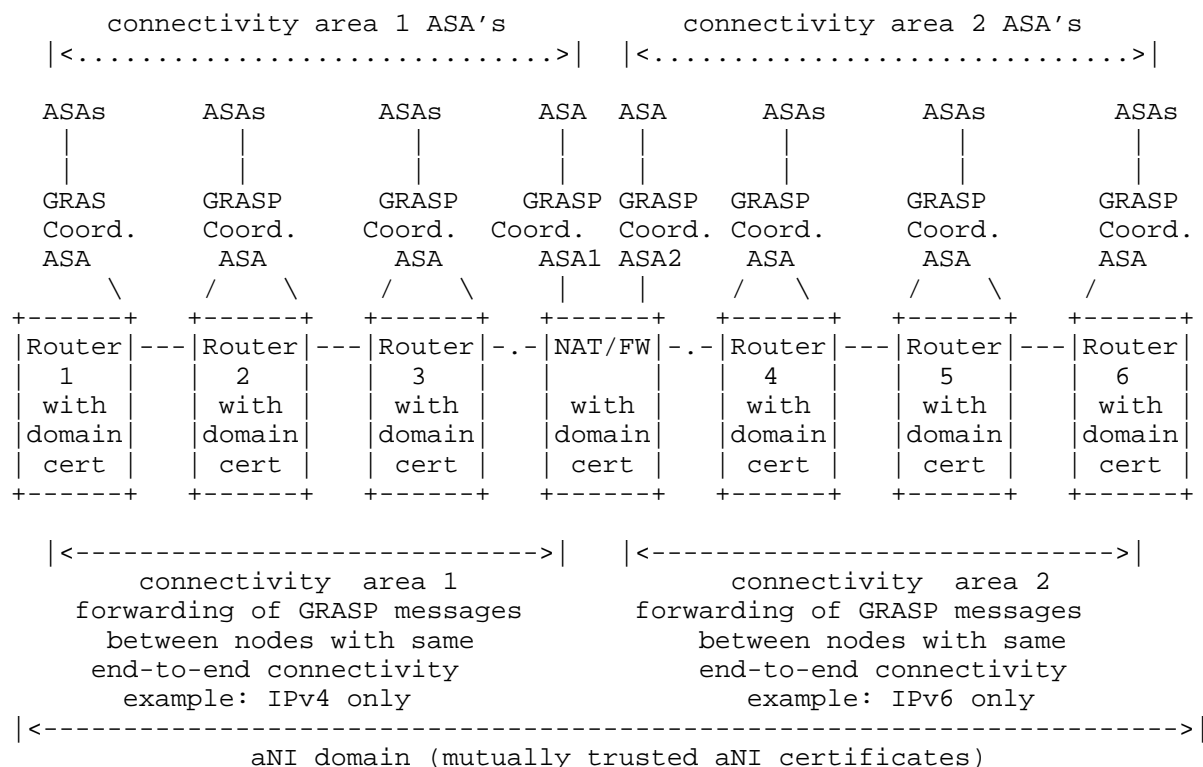 connectivity area 1 ASA's connectivity area 2 ASA's
|<................................>| |<...............................>|
ASAs ASAs ASAs ASA ASA ASAs ASAs ASAs
| | | | | | | |
| | | | | | | |
GRAS GRASP GRASP GRASP GRASP GRASP GRASP GRASP
Coord. Coord. Coord. Coord. Coord. Coord. Coord. Coord.
ASA ASA ASA ASA1 ASA2 ASA ASA ASA
\ / \ / \ | | / \ / \ /
+------+ +------+ +------+ +------+ +------+ +------+ +------+
|Router|---|Router|---|Router|-.-|NAT/FW|-.-|Router|---|Router|---|Router|
| 1 | | 2 | | 3 | | | | 4 | | 5 | | 6 |
| with | | with | | with | | with | | with | | with | | with |
|domain| |domain| |domain| |domain| |domain| |domain| |domain|
| cert | | cert | | cert | | cert | | cert | | cert | | cert |
+------+ +------+ +------+ +------+ +------+ +------+ +------+
|<------------------------------>| |<------------------------------>|
connectivity area 1 connectivity area 2
forwarding of GRASP messages forwarding of GRASP messages
between nodes with same between nodes with same
end-to-end connectivity end-to-end connectivity
example: IPv4 only example: IPv6 only
|<-------------------------------------------------------------------------->|
aNI domain (mutually trusted aNI certificates)